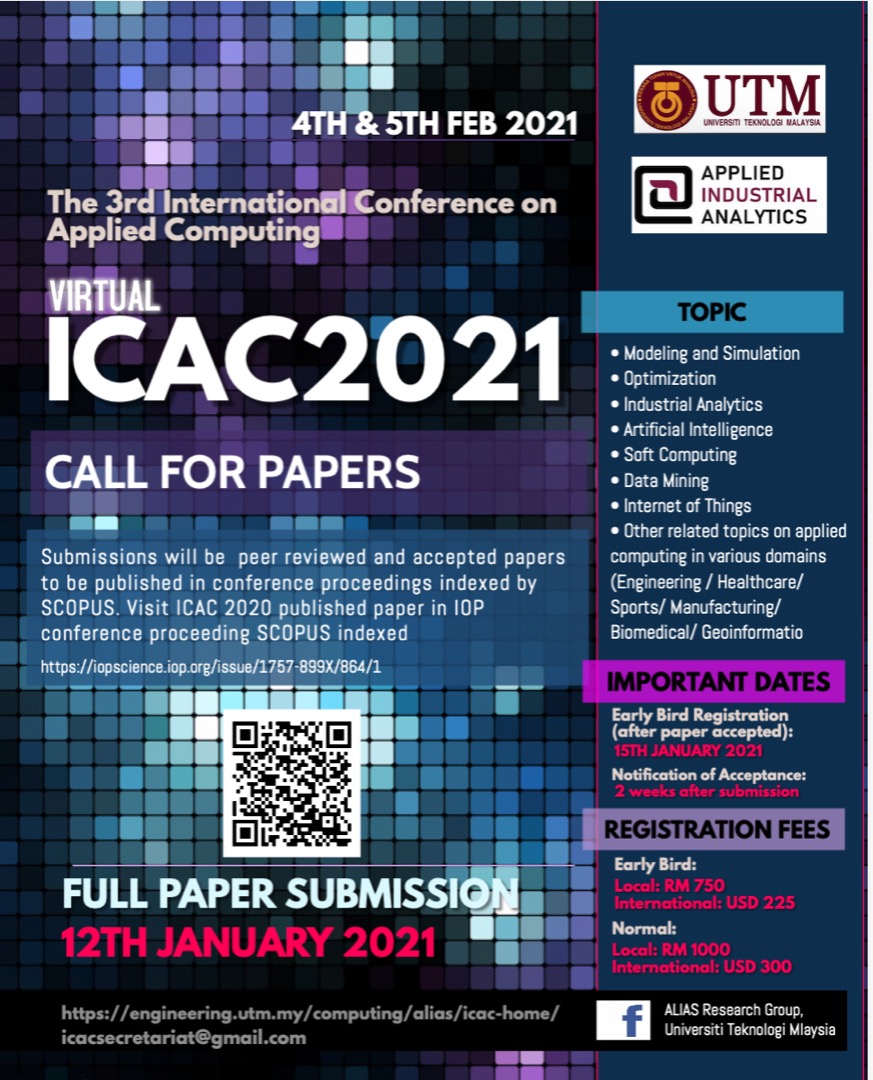 4TH & 5TH FEB 2021
The 3rd International Conference on
Applied Computing
VIRTUAL
ICAC2021
CALL FOR PAPERS
Submissions will be peer reviewed and accepted papers
to be published in conference proceedings indexed by
SCOPUS. Visit ICAC 2020 published paper in IOP
conference proceeding SCOPUS indexed
https://iopscience.iop.org/issue/1757-899X/864/1
FULL PAPER SUBMISSION
12TH JANUARY 2021
https://engineering.utm.my/computing/alias/icac-home/
icacsecretariat@gmail.com
UTM
UNIVERSITI TEKNOLOGI MALAYSIA
APPLIED
INDUSTRIAL
ANALYTICS
TOPIC
• Modeling and Simulation
• Optimization
• Industrial Analytics
• Artificial Intelligence
• Soft Computing
• Data Mining
• Internet of Things
• Other related topics on applied
computing in various domains
(Engineering / Healthcare/
Sports/ Manufacturing/
Biomedical/ Geoinformatio
IMPORTANT DATES
Early Bird Registration
(after paper accepted):
15TH JANUARY 2021
Notification of Acceptance:
2 weeks after submission
REGISTRATION FEES
Early Bird:
Local: RM 750
International: USD 225
Normal:
Local: RM 1000
International: USD 300
f
ALIAS Research Group,
Universiti Teknologi Mlaysia